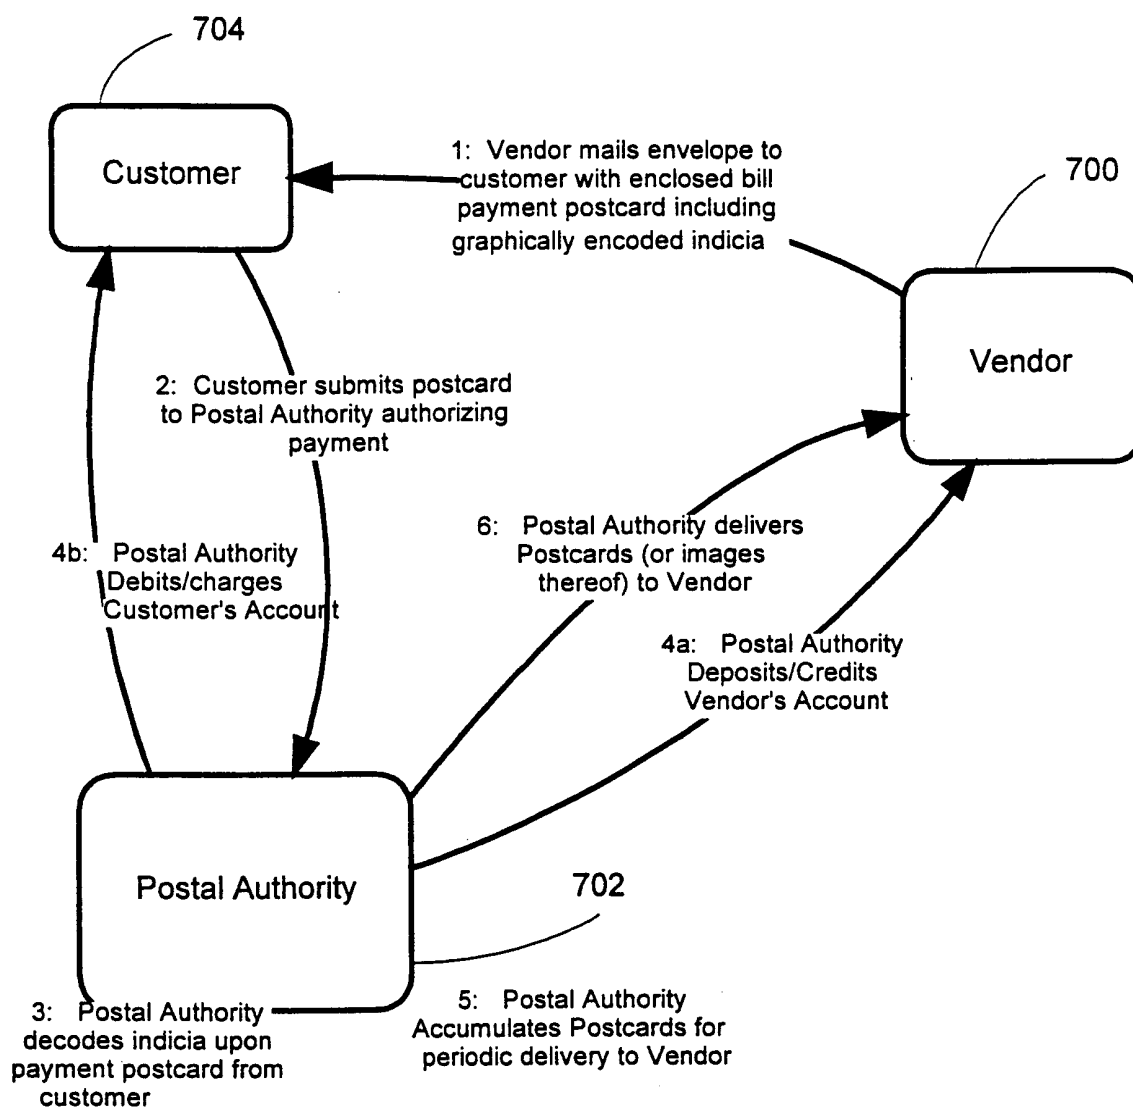 704
Customer
1: Vendor mails envelope to
customer with enclosed bill
payment postcard including
graphically encoded indicia
700
Vendor
2: Customer submits postcard
to Postal Authority authorizing
payment
4b: Postal Authority
Debits/charges
Customer's Account
6: Postal Authority delivers
Postcards (or images
thereof) to Vendor
4a: Postal Authority
Deposits/Credits
Vendor's Account
Postal Authority
702
3: Postal Authority
decodes indicia upon
payment postcard from
customer
5: Postal Authority
Accumulates Postcards for
periodic delivery to Vendor